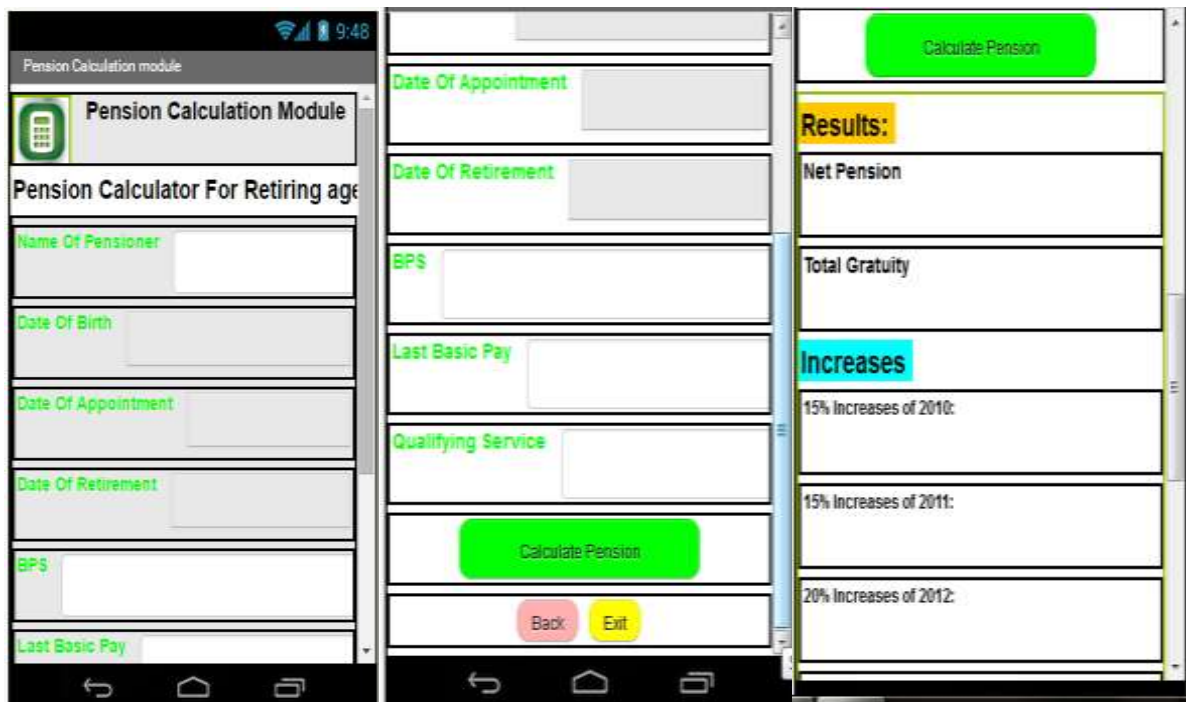 9:48
Pension Calculation module
Pension Calculation Module
Pension Calculator For Retiring age
Name Of Pensioner
Date Of Birth
Date Of Appointment
Date Of Retirement
BPS
Last Basic Pay
Date Of Appointment
Date Of Retirement
BPS
Last Basic Pay
Qualifying Service
Calculate Pension
Back Exit
Calculate Pension
Results:
Net Pension
Total Gratuity
Increases
15% Increases of 2010:
15% Increases of 2011:
20% Increases of 2012: